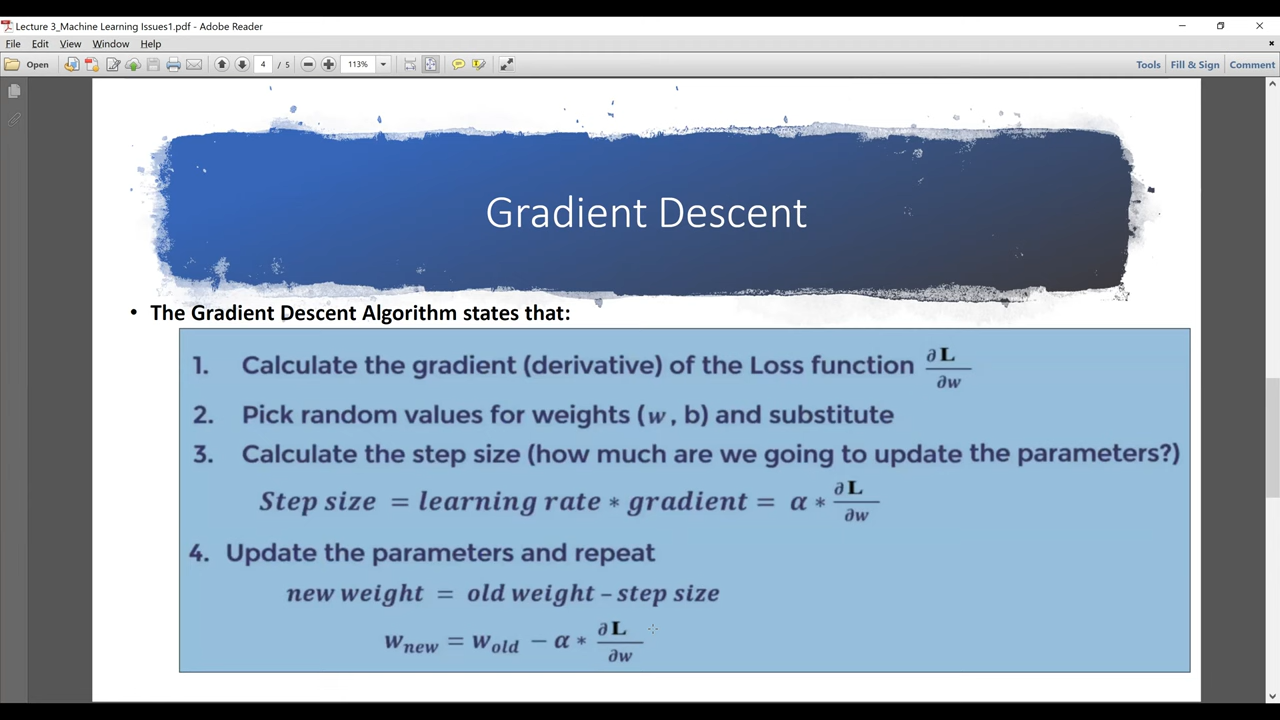 Lecture 3_Machine Learning Issues1.pdf - Adobe Reader
File Edit View Window Help
Open 4 / 5 113% Tools Fill & Sign Comment
Gradient Descent
• The Gradient Descent Algorithm states that:
1. Calculate the gradient (derivative) of the Loss function ∂L/∂w
2. Pick random values for weights (w , b) and substitute
3. Calculate the step size (how much are we going to update the parameters?)
Step size = learning rate * gradient = α * ∂L/∂w
4. Update the parameters and repeat
new weight = old weight – step size
w_new = w_old − α * ∂L/∂w